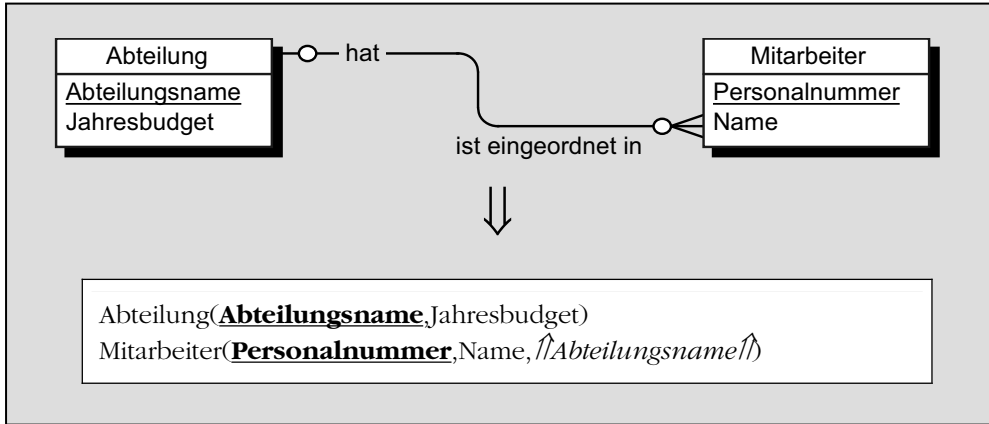 Abteilung
Abteilungsname
Jahresbudget
hat
ist eingeordnet in
Mitarbeiter
Personalnummer
Name
⇓
Abteilung(Abteilungsname,Jahresbudget)
Mitarbeiter(Personalnummer,Name,⇑Abteilungsname⇑)